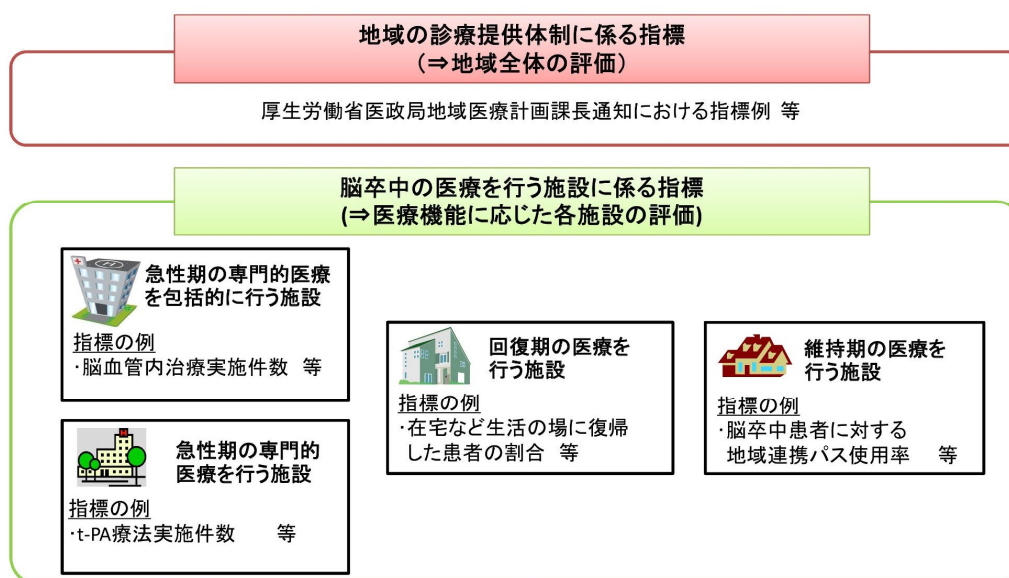 地域の診療提供体制に係る指標
(⇒地域全体の評価)
厚生労働省医政局地域医療計画課長通知における指標例 等
脳卒中の医療を行う施設に係る指標
(⇒医療機能に応じた各施設の評価)
急性期の専門的医療
を包括的に行う施設
指標の例
・脳血管内治療実施件数 等
急性期の専門的
医療を行う施設
指標の例
・t-PA療法実施件数 等
回復期の医療を
行う施設
指標の例
・在宅など生活の場に復帰
した患者の割合 等
維持期の医療を
行う施設
指標の例
・脳卒中患者に対する
地域連携パス使用率 等